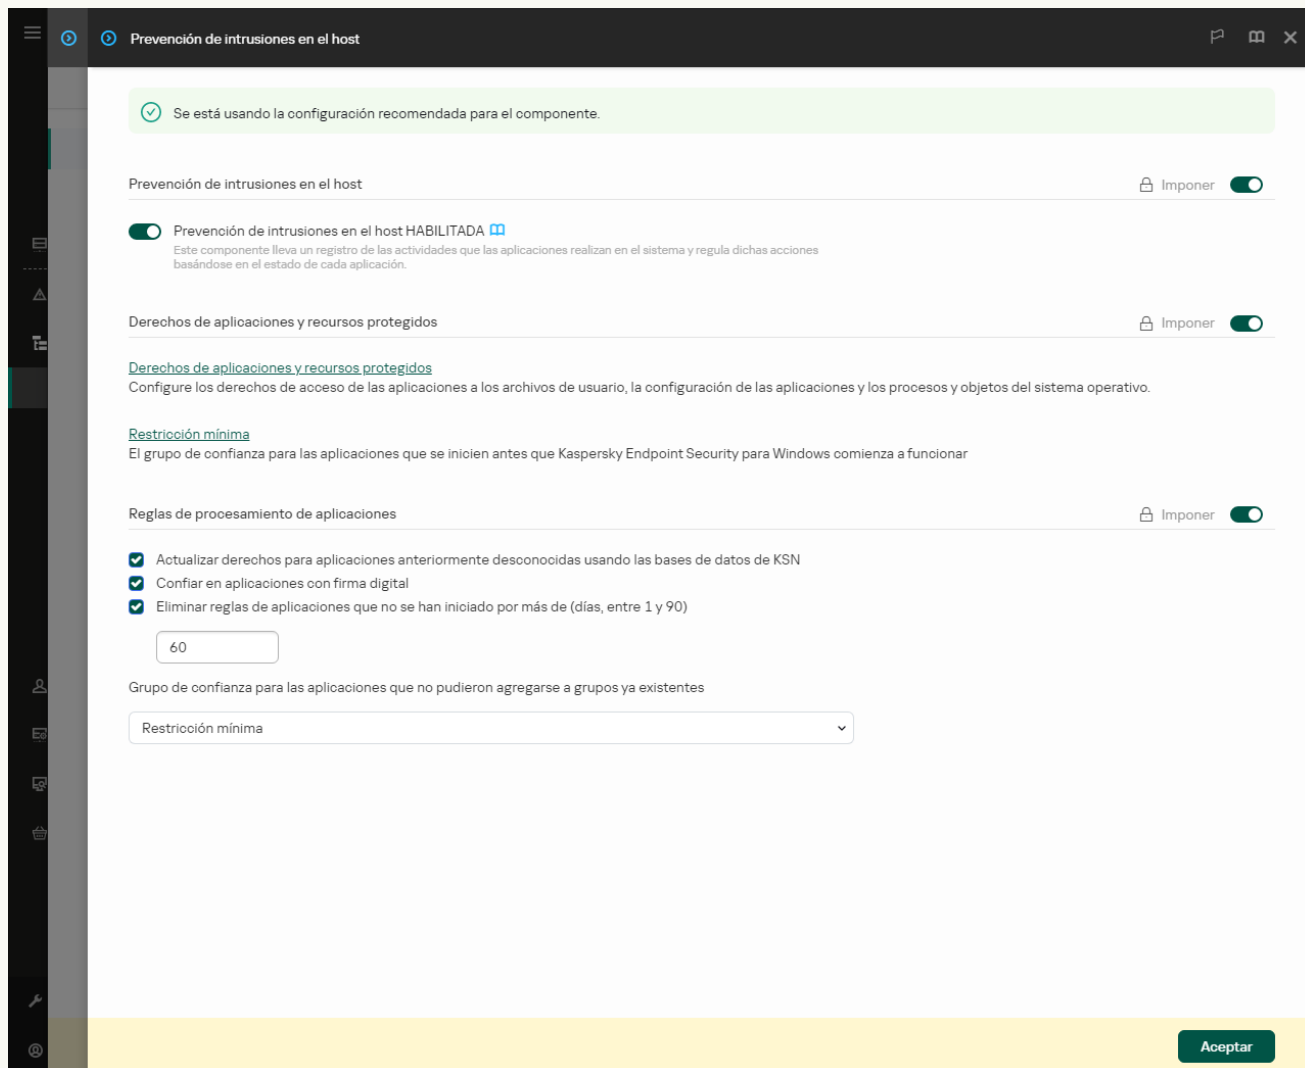 Prevención de intrusiones en el host
Se está usando la configuración recomendada para el componente.
Prevención de intrusiones en el host
Imponer
Prevención de intrusiones en el host HABILITADA
Este componente lleva un registro de las actividades que las aplicaciones realizan en el sistema y regula dichas acciones
basándose en el estado de cada aplicación.
Derechos de aplicaciones y recursos protegidos
Imponer
Derechos de aplicaciones y recursos protegidos
Configure los derechos de acceso de las aplicaciones a los archivos de usuario, la configuración de las aplicaciones y los procesos y objetos del sistema operativo.
Restricción mínima
El grupo de confianza para las aplicaciones que se inicien antes que Kaspersky Endpoint Security para Windows comienza a funcionar
Reglas de procesamiento de aplicaciones
Imponer
Actualizar derechos para aplicaciones anteriormente desconocidas usando las bases de datos de KSN
Confiar en aplicaciones con firma digital
Eliminar reglas de aplicaciones que no se han iniciado por más de (días, entre 1 y 90)
60
Grupo de confianza para las aplicaciones que no pudieron agregarse a grupos ya existentes
Restricción mínima
Aceptar